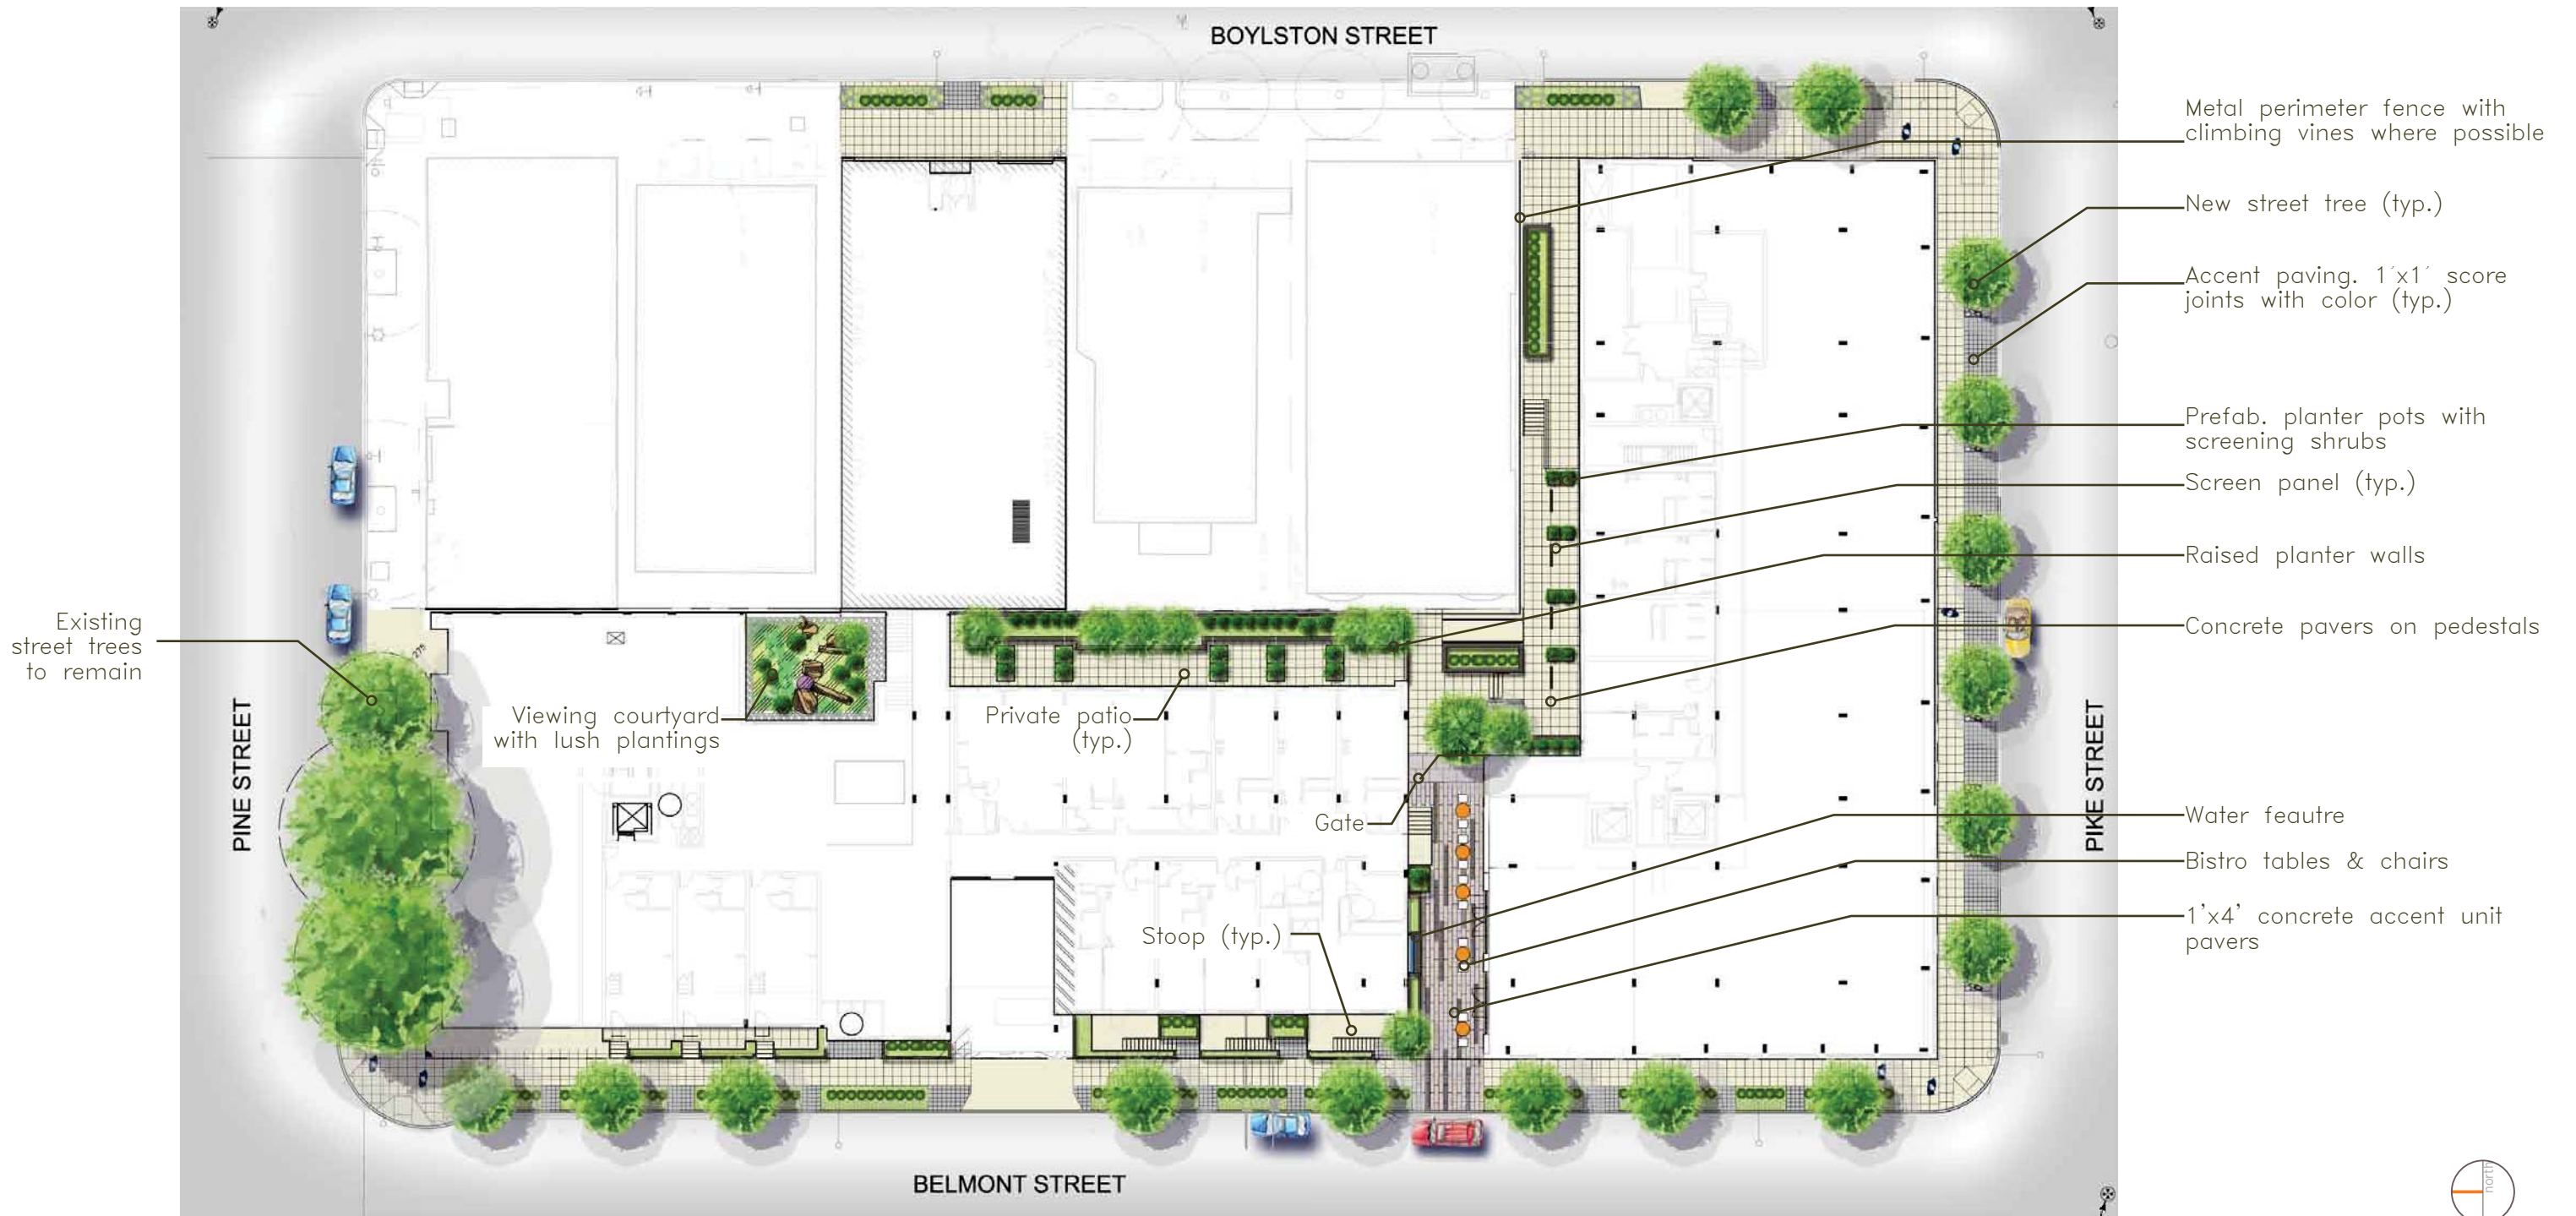 BOYLSTON STREET
Metal perimeter fence with
climbing vines where possible
New street tree (typ.)
Accent paving. 1'x1' score
joints with color (typ.)
Prefab. planter pots with
screening shrubs
Screen panel (typ.)
Raised planter walls
Concrete pavers on pedestals
Existing
street trees
to remain
275
Viewing courtyard
with lush plantings
Private patio
(typ.)
PINE STREET
PIKE STREET
Gate
Water feautre
Bistro tables & chairs
Stoop (typ.)
1'x4' concrete accent unit
pavers
BELMONT STREET
north